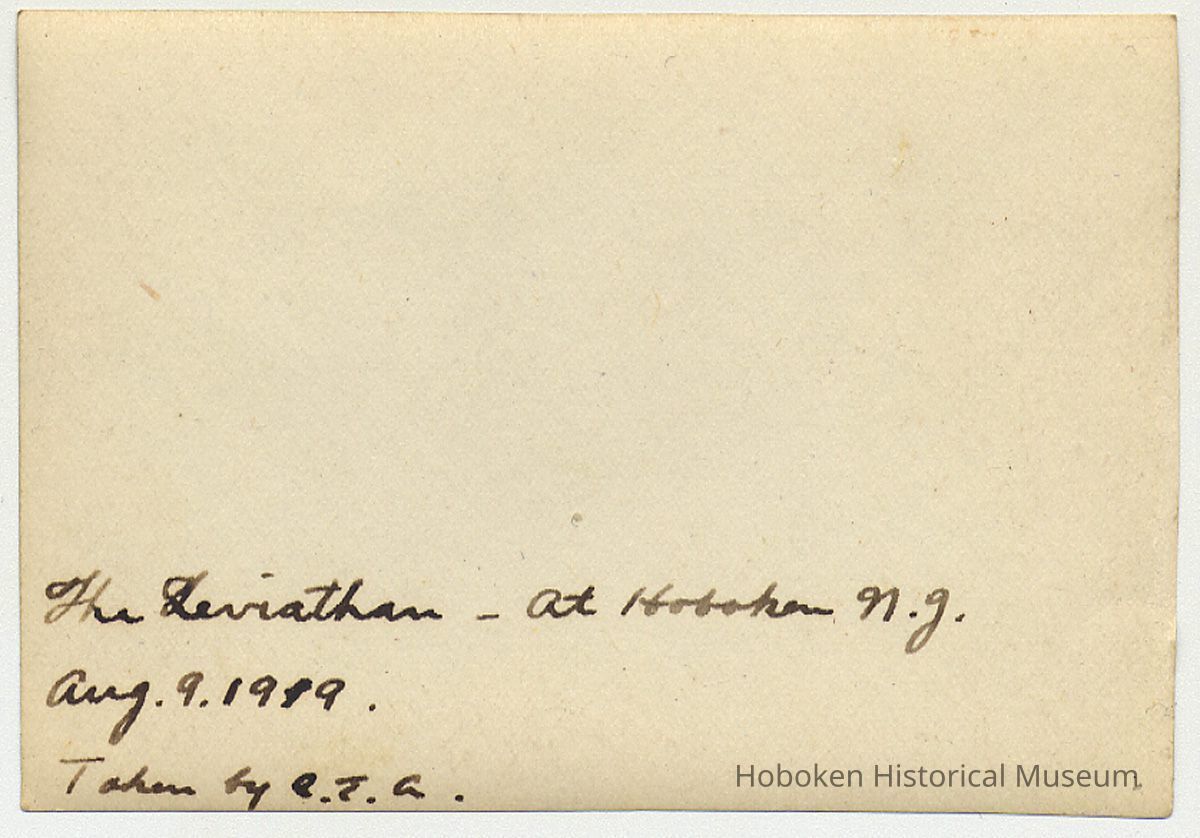 The Leviathan - at Hoboken N.J.
Aug. 9. 1919.
Taken by C.T.A.
Hoboken Historical Museum